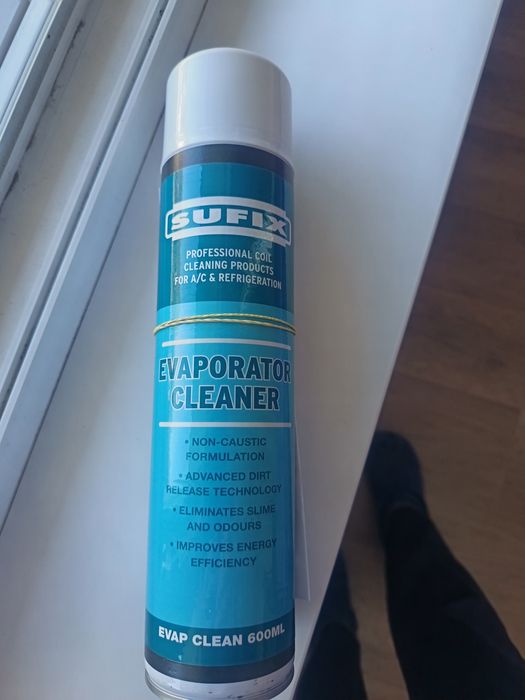 SUFIX
PROFESSIONAL COIL
CLEANING PRODUCTS
FOR A/C & REFRIGERATION
EVAPORATOR
CLEANER
• NON-CAUSTIC
FORMULATION
• ADVANCED DIRT
RELEASE TECHNOLOGY
• ELIMINATES SLIME
AND ODOURS
• IMPROVES ENERGY
EFFICIENCY
EVAP CLEAN 600ML